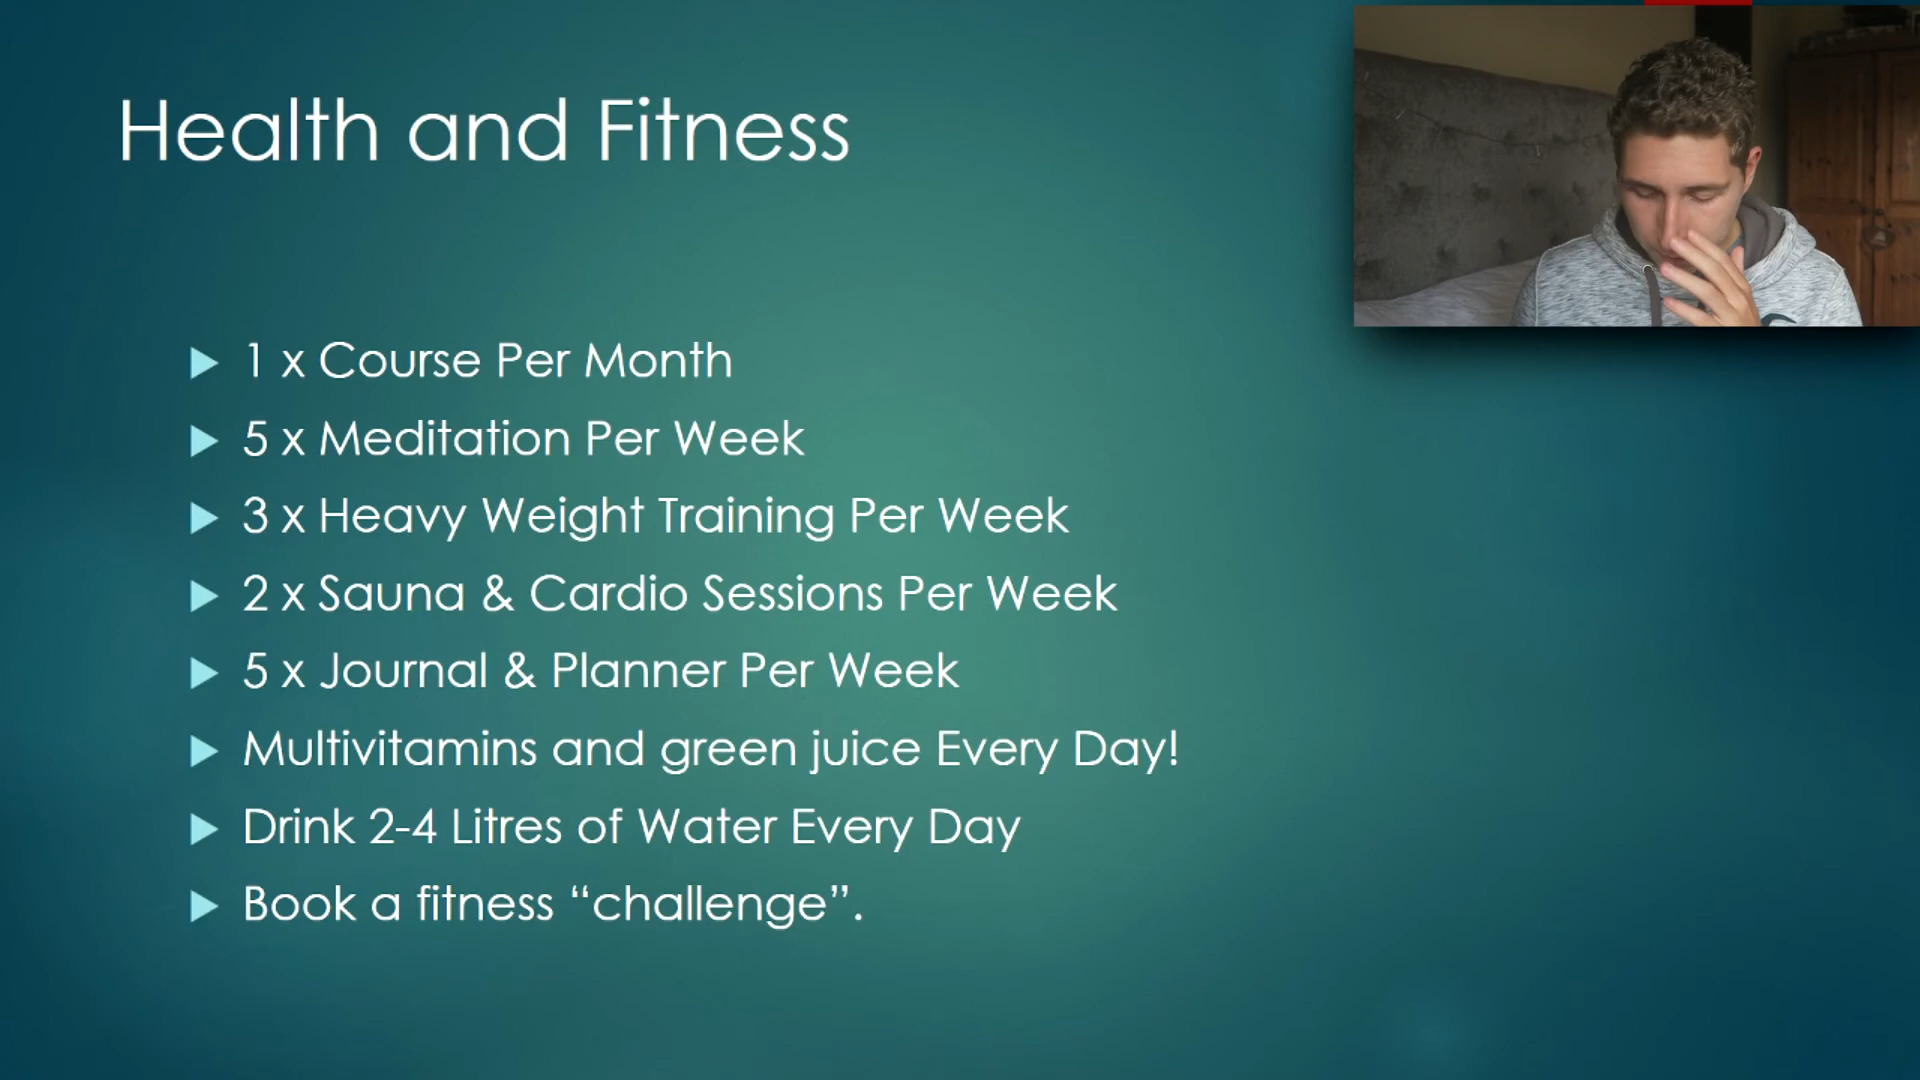 Health and Fitness
1 x Course Per Month
5 x Meditation Per Week
3 x Heavy Weight Training Per Week
2 x Sauna & Cardio Sessions Per Week
5 x Journal & Planner Per Week
Multivitamins and green juice Every Day!
Drink 2-4 Litres of Water Every Day
Book a fitness “challenge”.